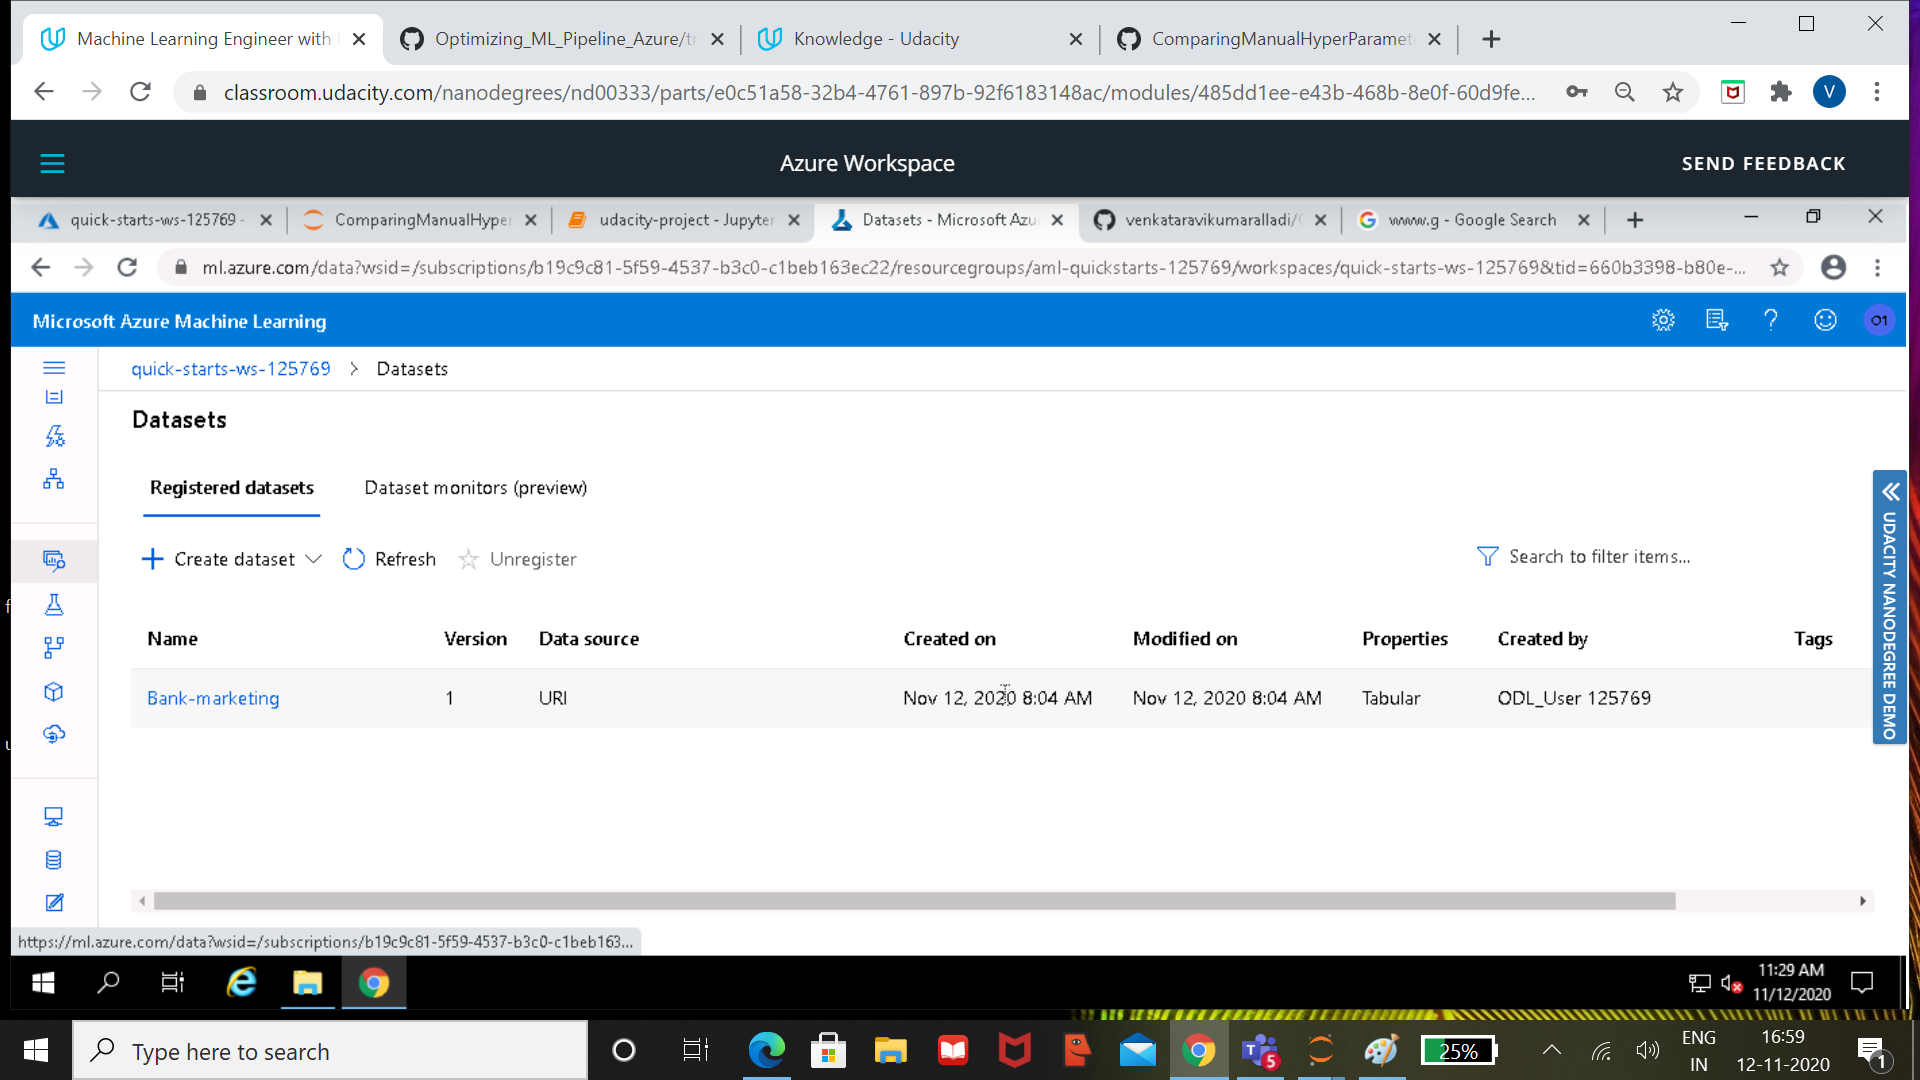 Machine Learning Engineer with
Optimizing_ML_Pipeline_Azure/tr
Knowledge - Udacity
ComparingManualHyperParamet
classroom.udacity.com/nanodegrees/nd00333/parts/e0c51a58-32b4-4761-897b-92f6183148ac/modules/485dd1ee-e43b-468b-8e0f-60d9fe...
V
Azure Workspace
SEND FEEDBACK
quick-starts-ws-125769 -
ComparingManualHyper
udacity-project - Jupyter
Datasets - Microsoft Azu
venkataravikumaralladi/
www.g - Google Search
ml.azure.com/data?wsid=/subscriptions/b19c9c81-5f59-4537-b3c0-c1beb163ec22/resourcegroups/aml-quickstarts-125769/workspaces/quick-starts-ws-125769&tid=660b3398-b80e-...
Microsoft Azure Machine Learning
O1
quick-starts-ws-125769 > Datasets
Datasets
Registered datasets
Dataset monitors (preview)
Create dataset
Refresh
Unregister
Search to filter items...
UDACITY NANODEGREE DEMO
Name Version Data source Created on Modified on Properties Created by Tags
Bank-marketing 1 URI Nov 12, 2020 8:04 AM Nov 12, 2020 8:04 AM Tabular ODL_User 125769
https://ml.azure.com/data?wsid=/subscriptions/b19c9c81-5f59-4537-b3c0-c1beb163...
11:29 AM
11/12/2020
Type here to search
5
25%
ENG
IN
16:59
12-11-2020
1